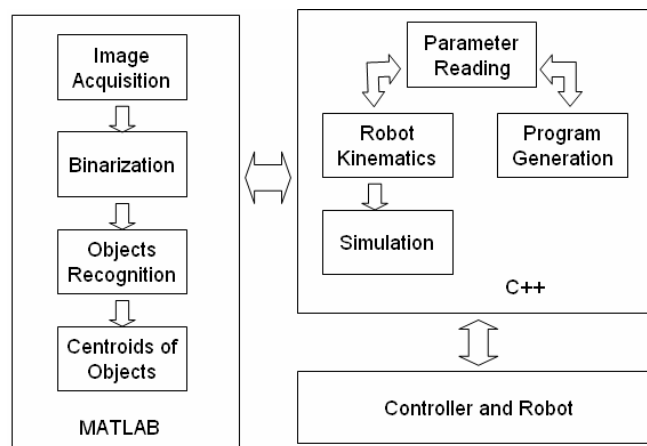 Image
Acquisition
Binarization
Objects
Recognition
Centroids of
Objects
MATLAB
Parameter
Reading
Robot
Kinematics
Program
Generation
Simulation
C++
Controller and Robot